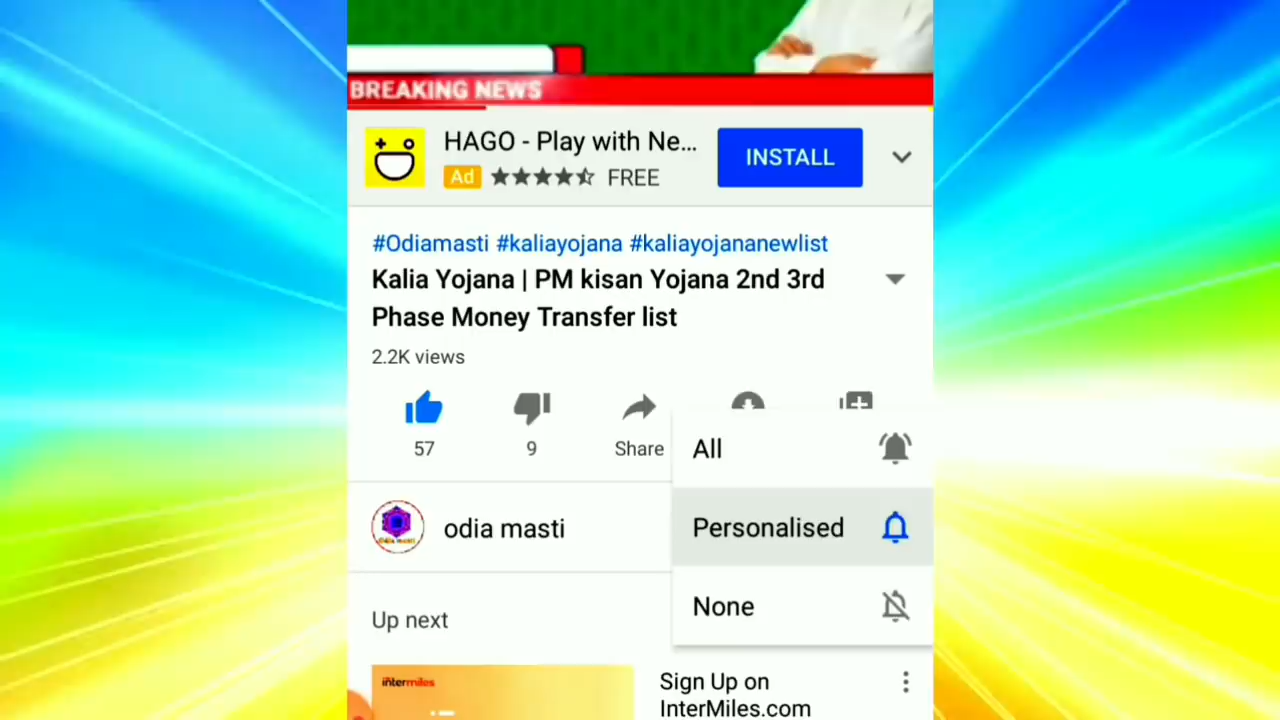 BREAKING NEWS
HAGO - Play with Ne...
INSTALL
Ad
FREE
#Odiamasti #kaliayojana #kaliayojananewlist
Kalia Yojana | PM kisan Yojana 2nd 3rd
Phase Money Transfer list
2.2K views
57
9
Share
All
Personalised
None
odia masti
Up next
intermiles
Sign Up on
InterMiles.com